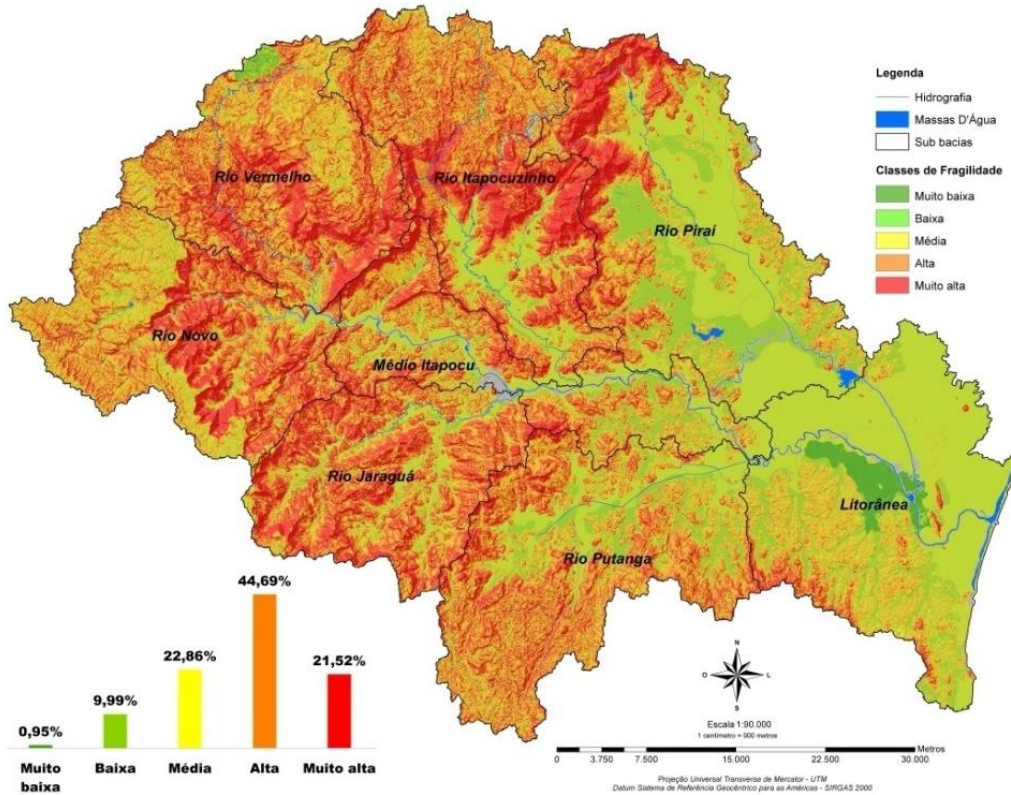 Legenda
Hidrografia
Massas D'Água
Sub bacias
Classes de Fragilidade
Muito baixa
Baixa
Média
Alta
Muito alta
Rio Vermelho
Rio Itapocuzinho
Rio Piraí
Rio Novo
Médio Itapocu
Rio Jaraguá
Litorânea
Rio Putanga
44,69%
22,86%
21,52%
9,99%
0,95%
Muito baixa
Baixa
Média
Alta
Muito alta
N
O
L
S
Escala 1:90.000
1 centímetro = 900 metros
Metros
0
3.750
7.500
15.000
22.500
30.000
Projeção Universal Transversa de Mercator - UTM
Datum Sistema de Referência Geocêntrico para as Américas - SIRGAS 2000